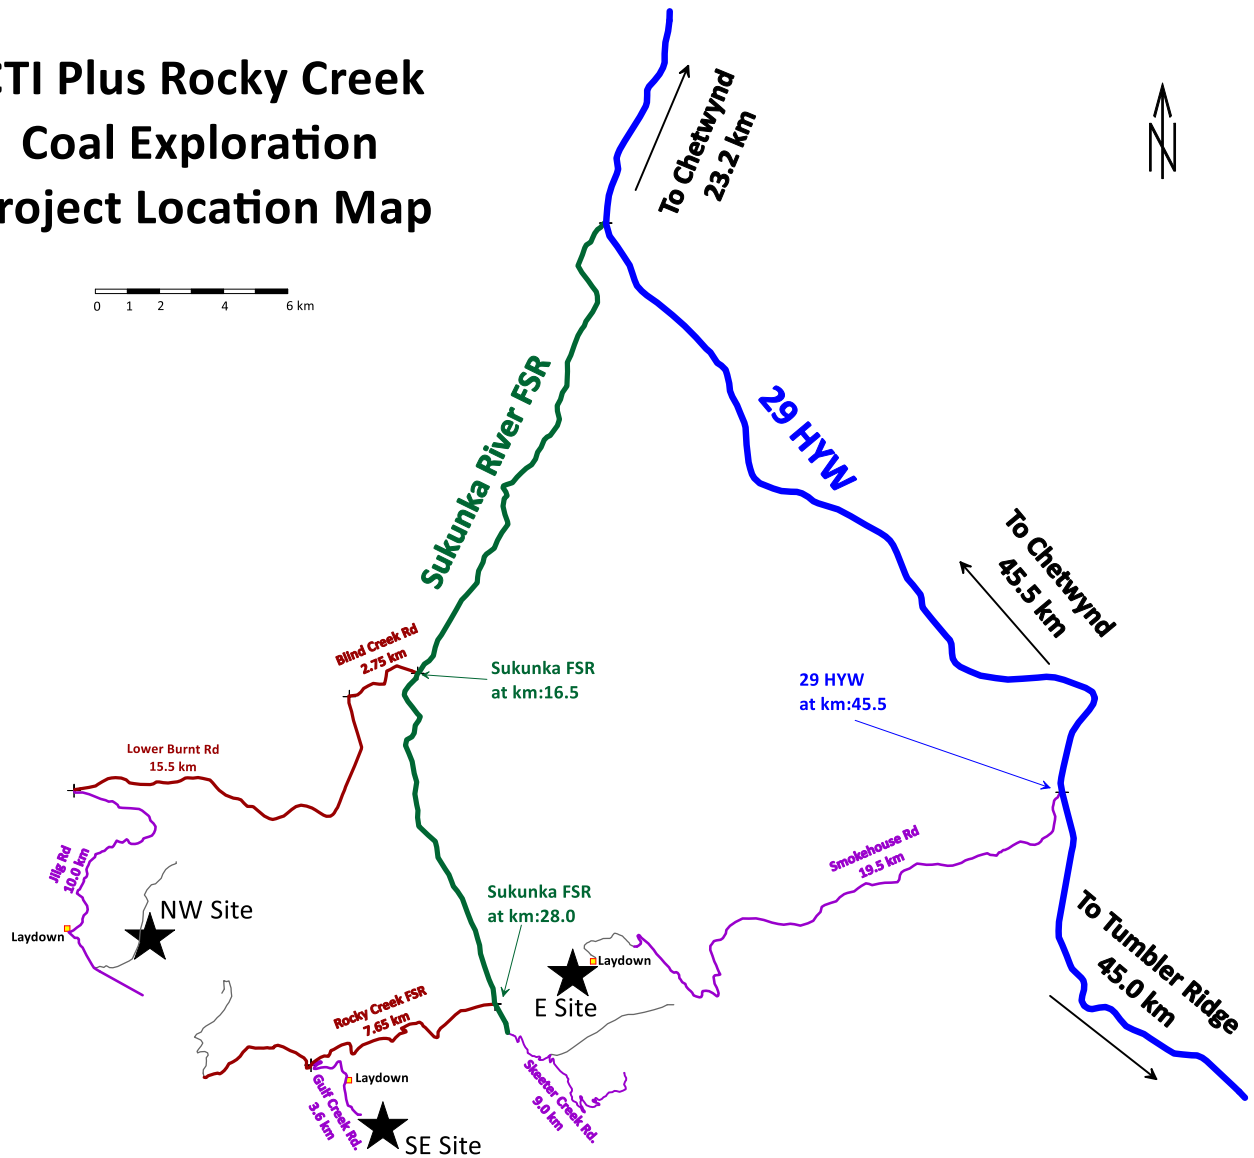 CTI Plus Rocky Creek
Coal Exploration
roject Location Map
0 1 2 4 6 km
To Chetwynd
23.2 km
N
Sukunka River FSR
29 HYW
To Chetwynd
45.5 km
Blind Creek Rd
2.75 km
Sukunka FSR
at km:16.5
29 HYW
at km:45.5
Lower Burnt Rd
15.5 km
Smokehouse Rd
19.5 km
Jilg Rd
10.0 km
Sukunka FSR
at km:28.0
NW Site
Laydown
To Tumbler Ridge
45.0 km
Laydown
E Site
Rocky Creek FSR
7.65 km
Laydown
Gulf Creek Rd.
3.6 km
Skeeter Creek Rd.
9.0 km
SE Site